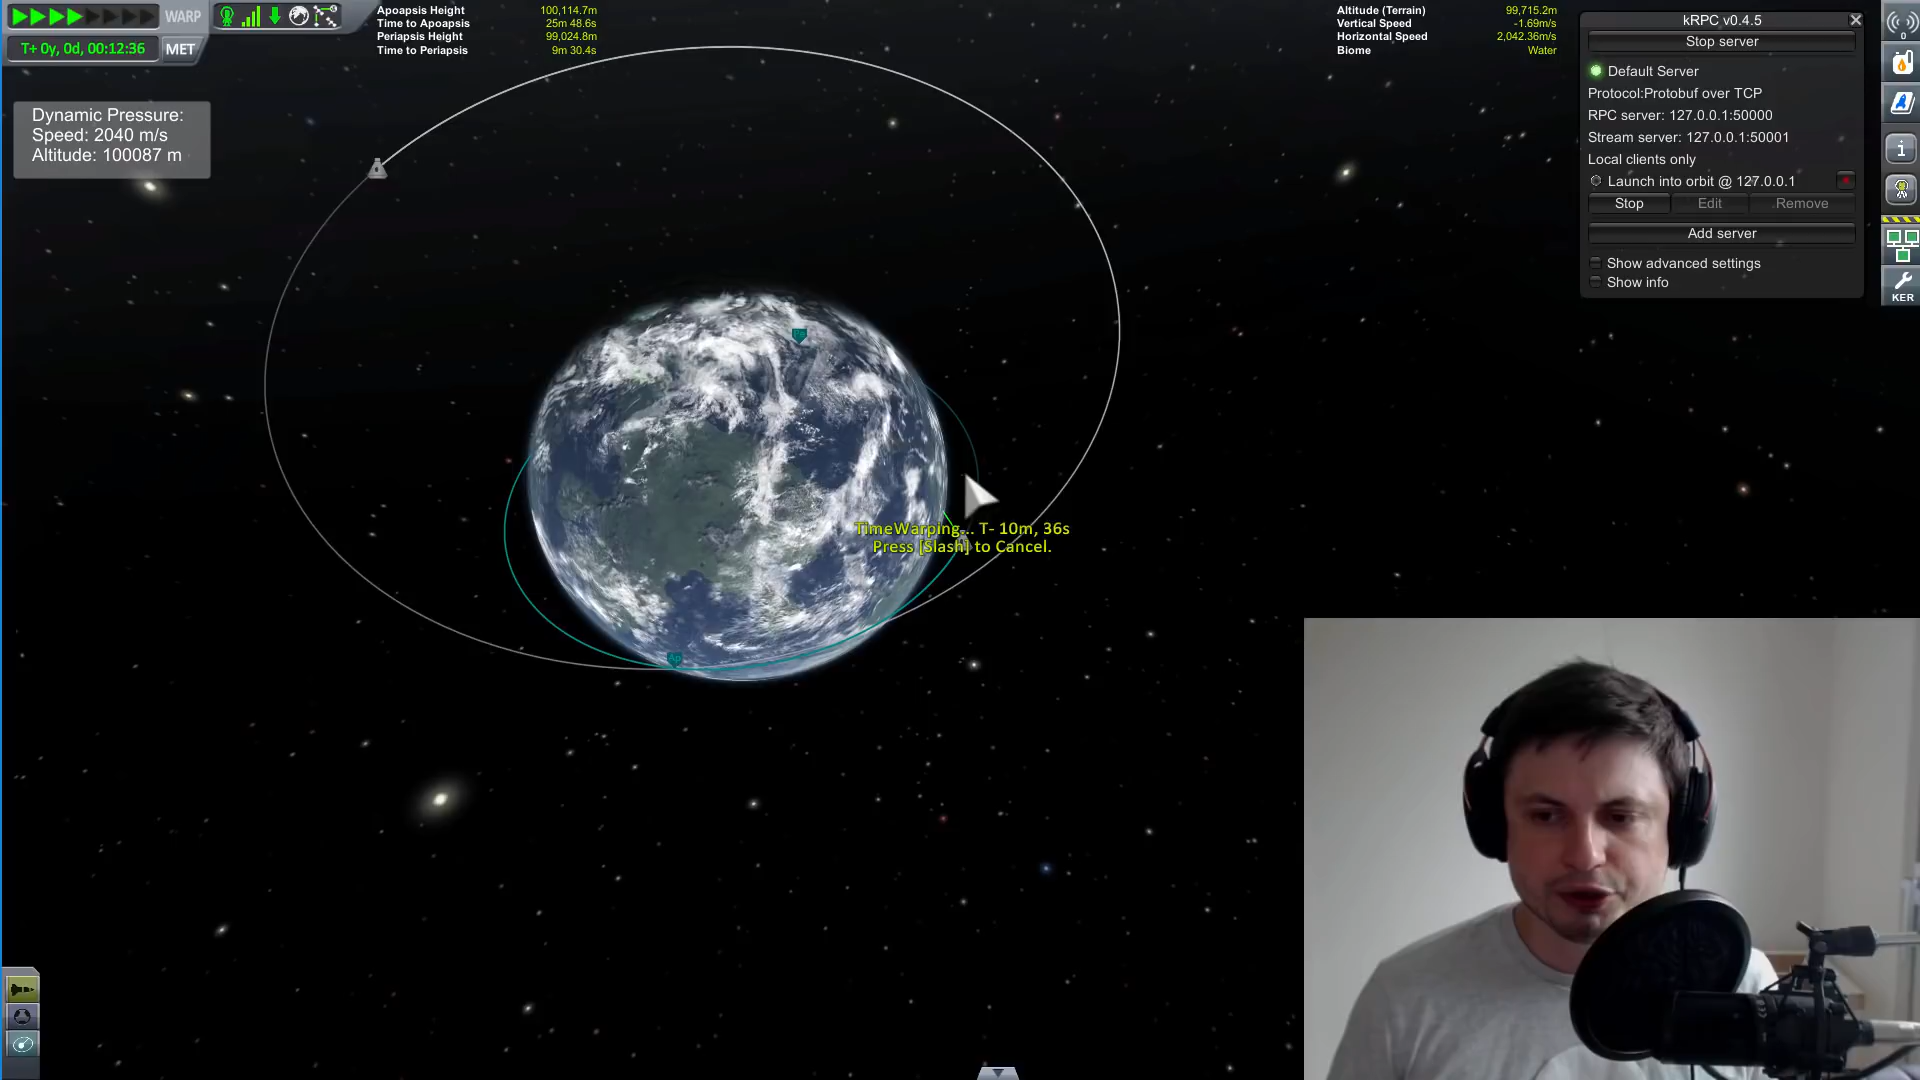 WARP
T+ 0y, 0d, 00:12:36 MET
Apoapsis Height 100,114.7m
Time to Apoapsis 25m 48.6s
Periapsis Height 99,024.8m
Time to Periapsis 9m 30.4s
Altitude (Terrain) 99,715.2m
Vertical Speed -1.69m/s
Horizontal Speed 2,042.36m/s
Biome Water
Dynamic Pressure:
Speed: 2040 m/s
Altitude: 100087 m
kRPC v0.4.5
Stop server
Default Server
Protocol:Protobuf over TCP
RPC server: 127.0.0.1:50000
Stream server: 127.0.0.1:50001
Local clients only
Launch into orbit @ 127.0.0.1
Stop Edit Remove
Add server
Show advanced settings
Show info
0
KER
Pe
TimeWarping... T- 10m, 36s
Press [Slash] to Cancel.
Ap